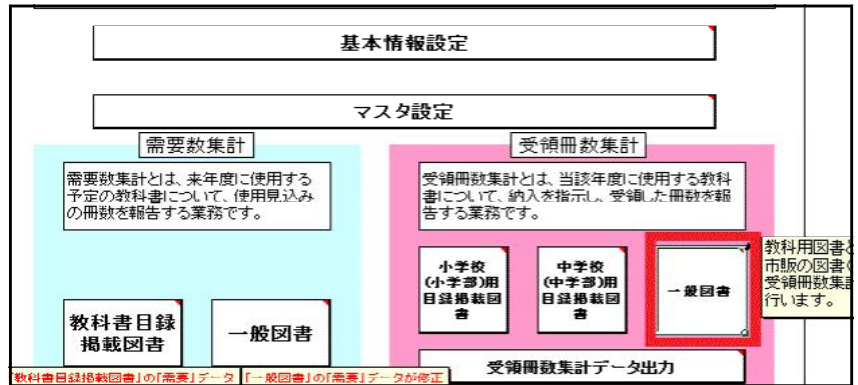 基本情報設定
マスタ設定
需要数集計
需要数集計とは、来年度に使用する
予定の教科書について、使用見込み
の冊数を報告する業務です。
教科書目録
掲載図書
一般図書
「教科書目録掲載図書」の「需要」データ
「一般図書」の「需要」データが修正
受領冊数集計
受領冊数集計とは、当該年度に使用する教科
書について、納入を指示し、受領した冊数を報
告する業務です。
小学校
(小学部)用
目録掲載図
書
中学校
(中学部)用
目録掲載図
書
一般図書
教科用図書と
市販の図書
受領冊数集計
行います。
受領冊数集計データ出力